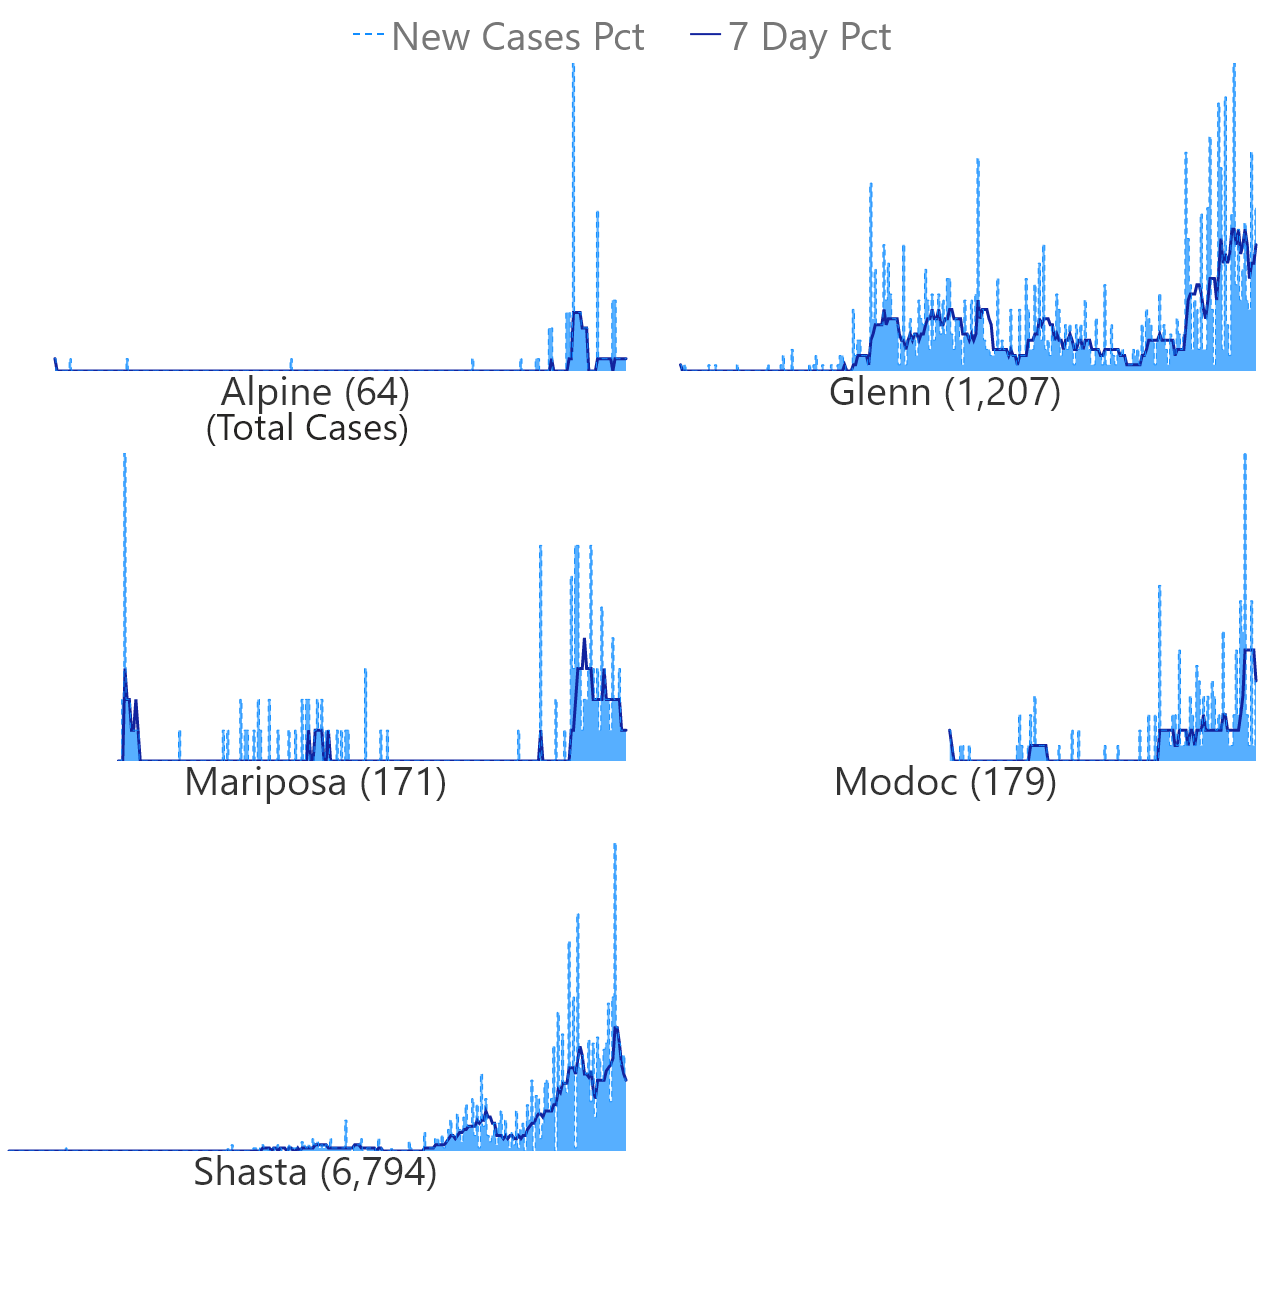 New Cases Pct 7 Day Pct
Alpine (64)
(Total Cases)
Glenn (1,207)
Mariposa (171)
Modoc (179)
Shasta (6,794)